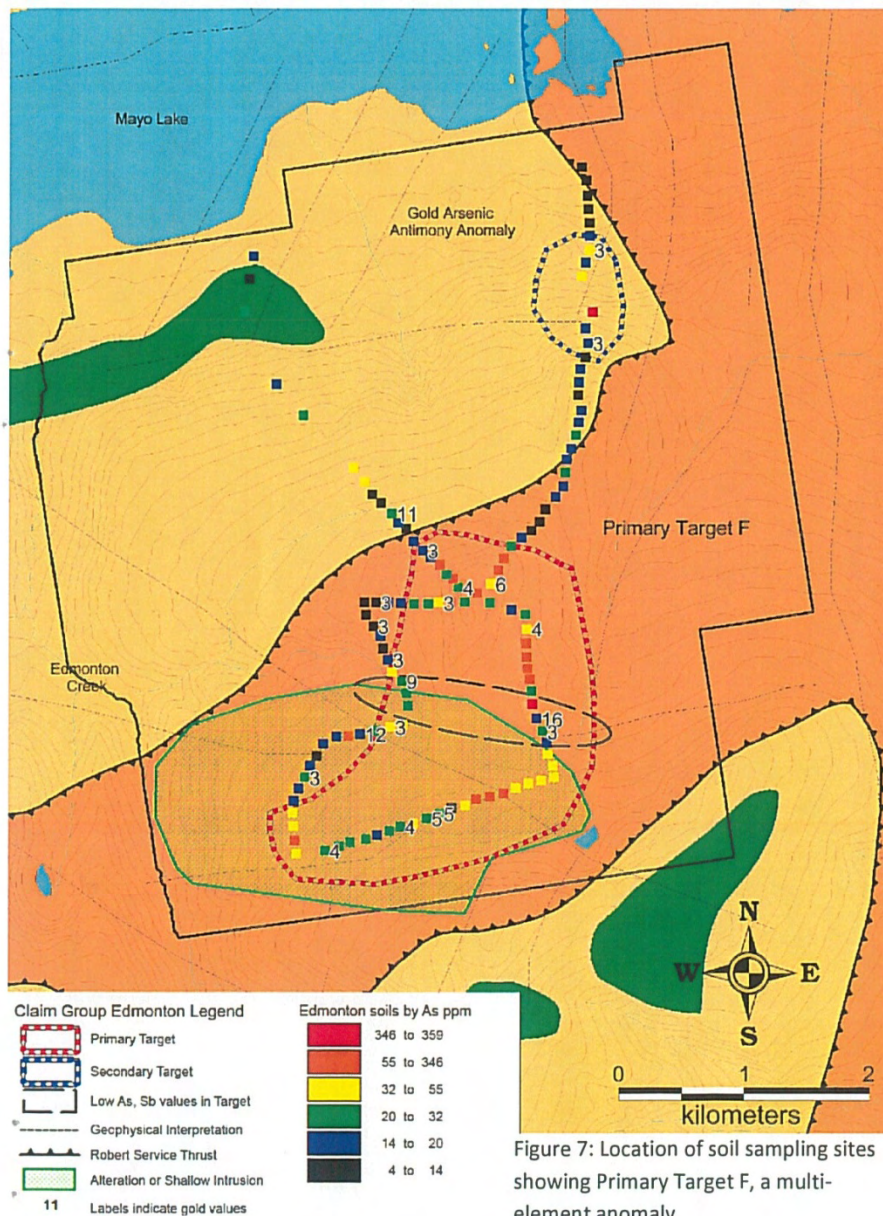 Mayo Lake
Gold Arsenic
Antimony Anomaly
3
3
11
Primary Target F
3
6
4
3
3
3
4
3
Edmonton
Creek
9
16
3
12
3
3
5
5
4
4
N
W E
S
Claim Group Edmonton Legend
Primary Target
Secondary Target
Low As, Sb values in Target
Geophysical Interpretation
Robert Service Thrust
Alteration or Shallow Intrusion
11 Labels indicate gold values
Edmonton soils by As ppm
346 to 359
55 to 346
32 to 55
20 to 32
14 to 20
4 to 14
0 1 2
kilometers
Figure 7: Location of soil sampling sites
showing Primary Target F, a multi-
element anomaly